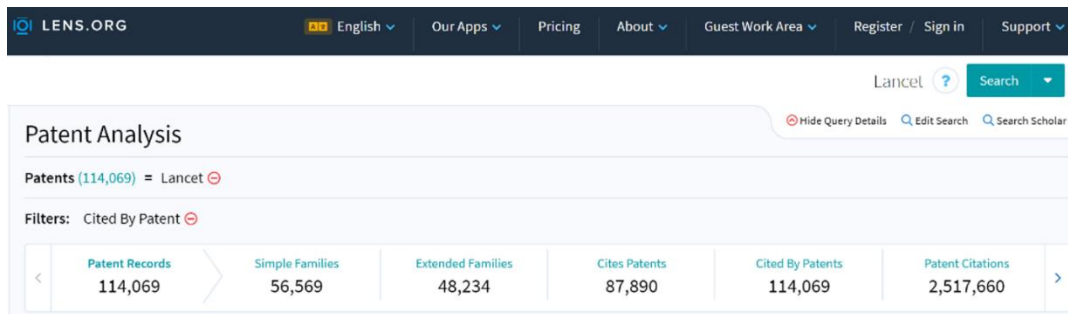 LENS.ORG English Our Apps Pricing About Guest Work Area Register / Sign in Support
Lancet ? Search
Hide Query Details Edit Search Search Scholar
Patent Analysis
Patents (114,069) = Lancet
Filters: Cited By Patent
Patent Records Simple Families Extended Families Cites Patents Cited By Patents Patent Citations
114,069 56,569 48,234 87,890 114,069 2,517,660